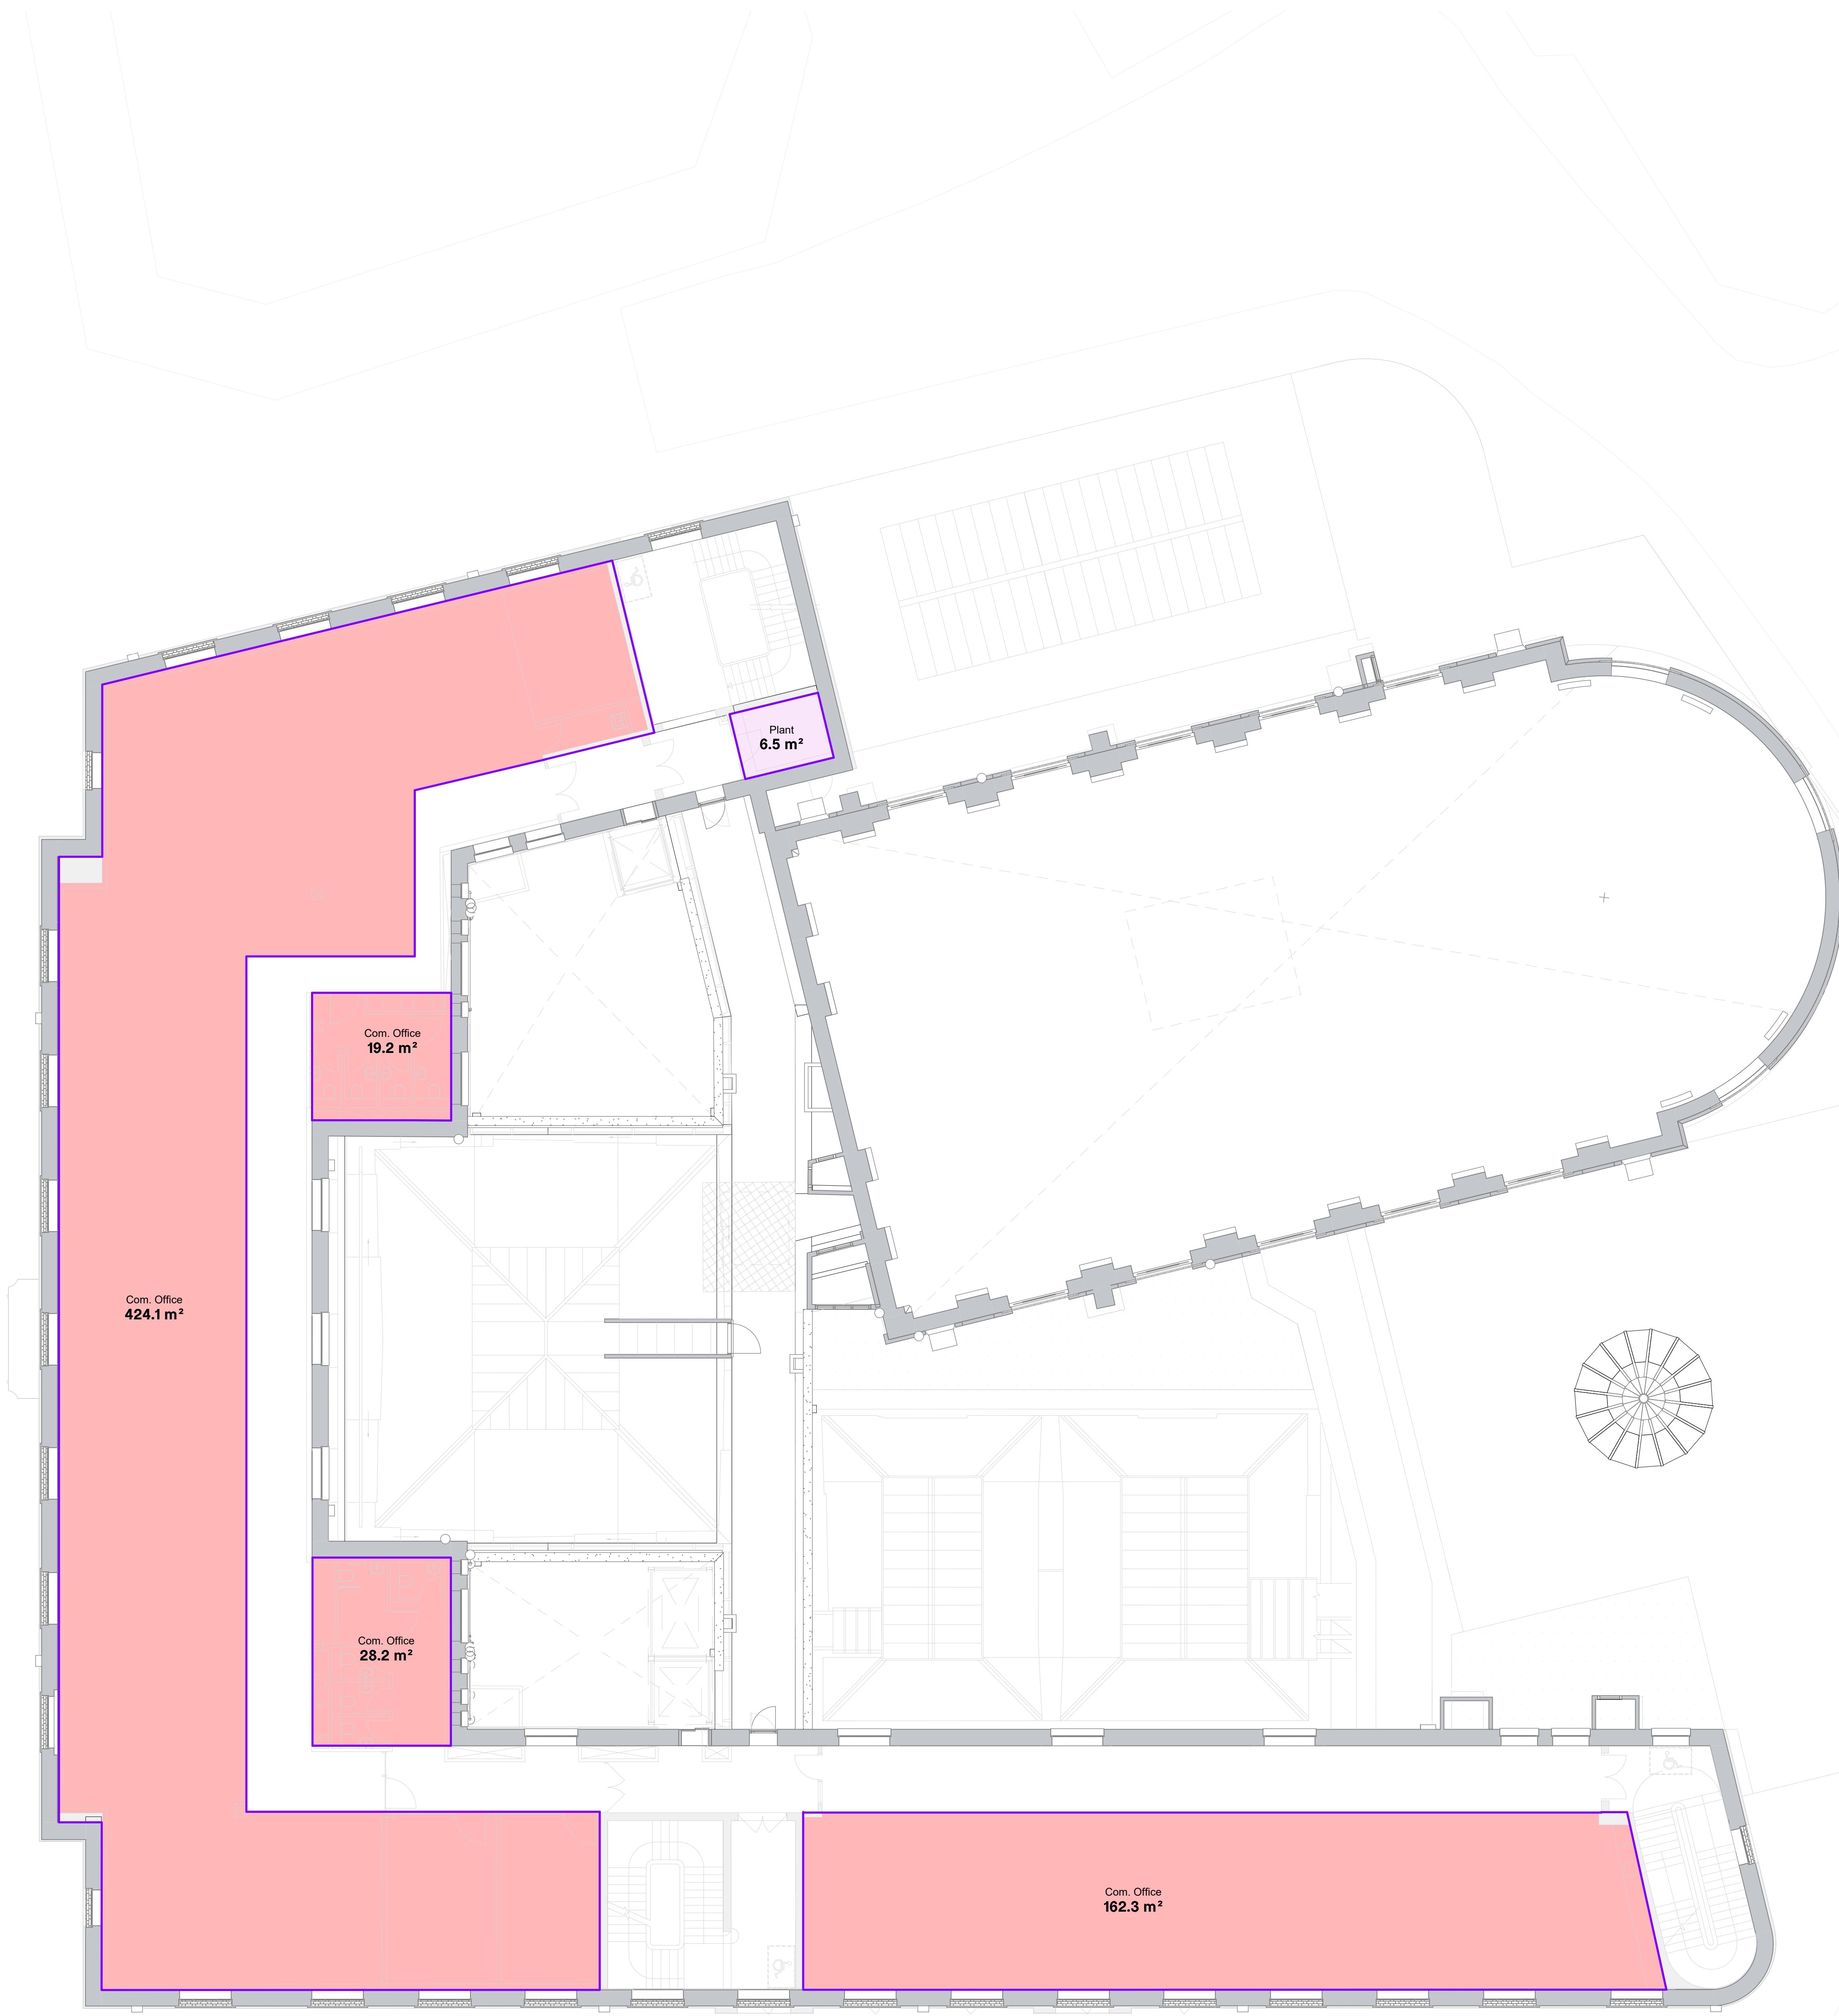 Plant
6.5 m²
Com. Office
19.2 m²
Com. Office
424.1 m²
Com. Office
28.2 m²
Com. Office
162.3 m²